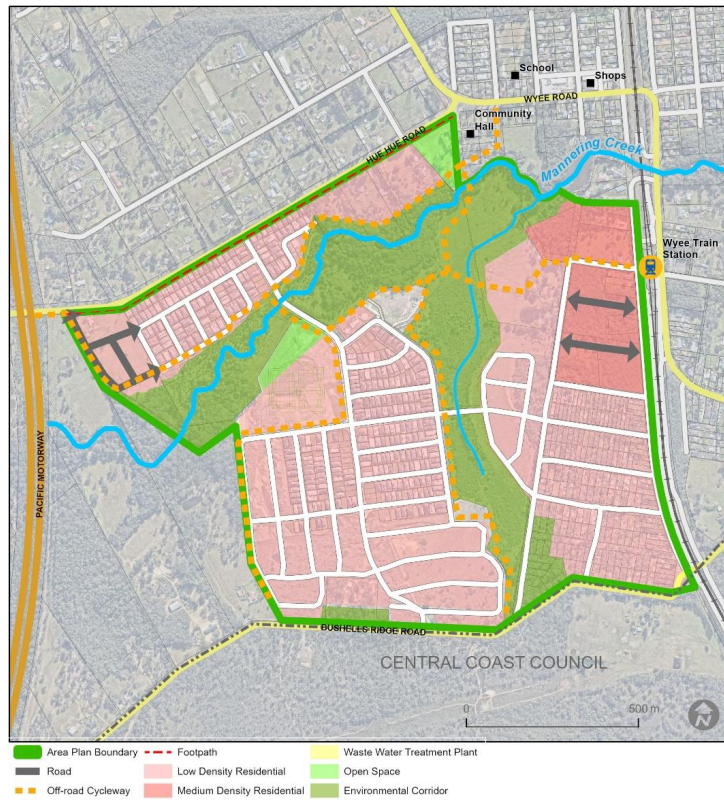 School
Shops
WYEE ROAD
Community
Hall
HUE HUE ROAD
Mannering Creek
Wyee Train
Station
PACIFIC MOTORWAY
BUSHELLS RIDGE ROAD
CENTRAL COAST COUNCIL
0 500 m
N
Area Plan Boundary
Footpath
Waste Water Treatment Plant
Road
Low Density Residential
Open Space
Off-road Cycleway
Medium Density Residential
Environmental Corridor